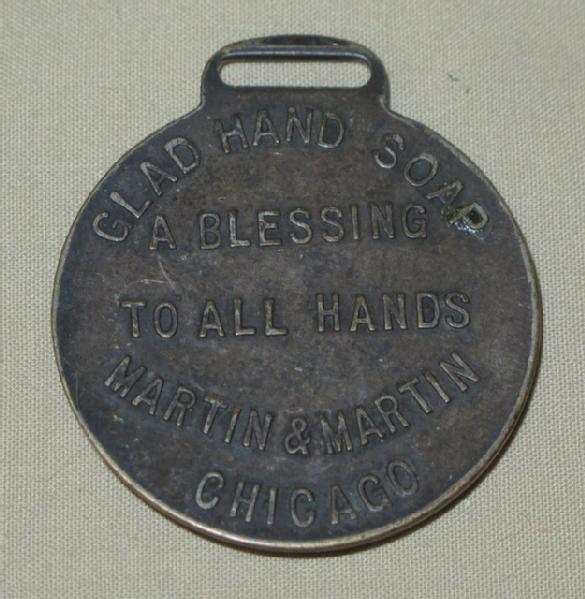 GLAD HAND SOAP
A BLESSING
TO ALL HANDS
MARTIN & MARTIN
CHICAGO